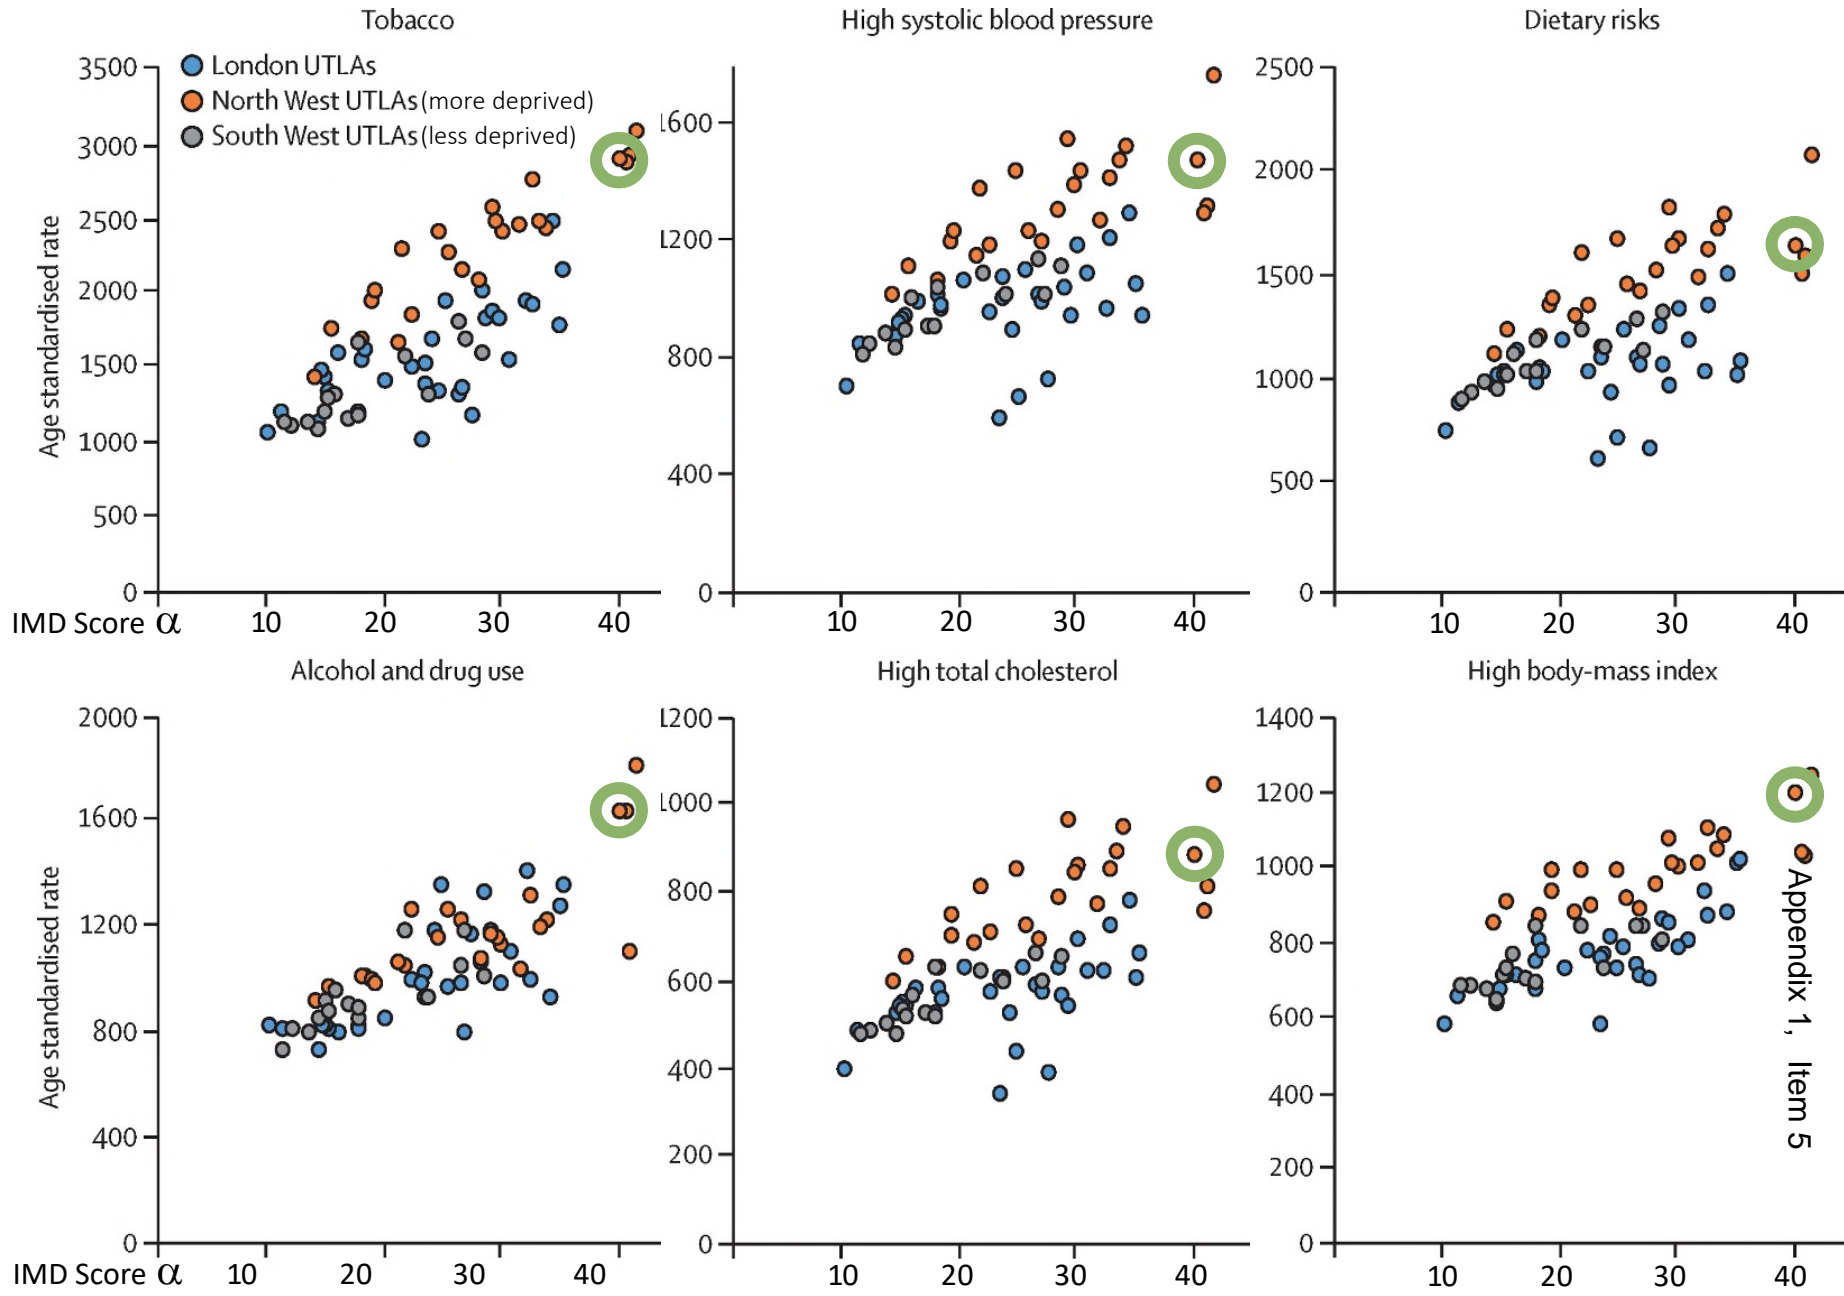 Tobacco
High systolic blood pressure
Dietary risks
London UTLAs
North West UTLAs (more deprived)
South West UTLAs (less deprived)
Age standardised rate
3500
3000
2500
2000
1500
1000
500
0
1600
1200
800
400
0
2500
2000
1500
1000
500
0
IMD Score α 10 20 30 40
10 20 30 40
10 20 30 40
Alcohol and drug use
High total cholesterol
High body-mass index
Age standardised rate
2000
1600
1200
800
400
0
1200
1000
800
600
400
200
0
1400
1200
1000
800
600
400
200
0
Appendix 1, Item 5
IMD Score α 10 20 30 40
10 20 30 40
10 20 30 40